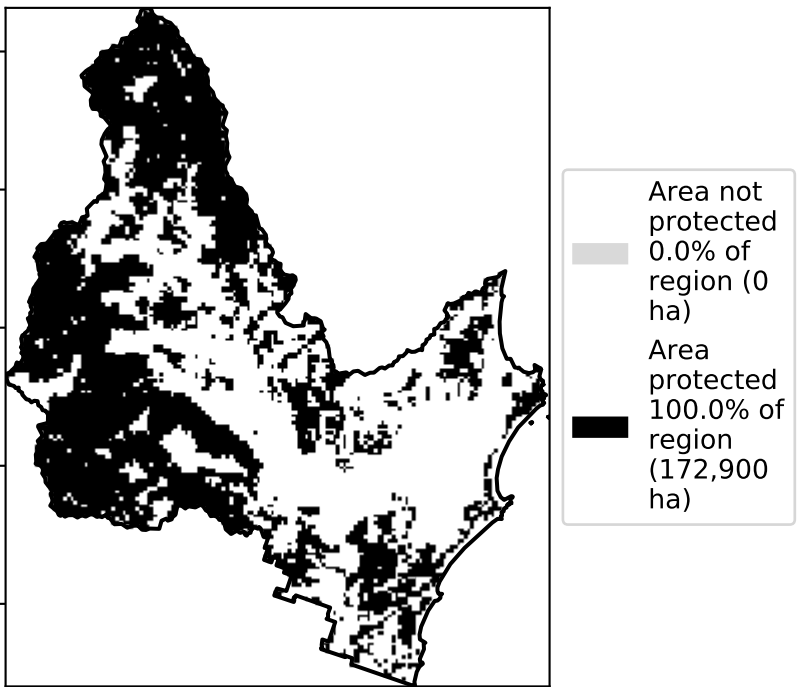 Area not
protected
0.0% of
region (0
ha)
Area
protected
100.0% of
region
(172,900
ha)